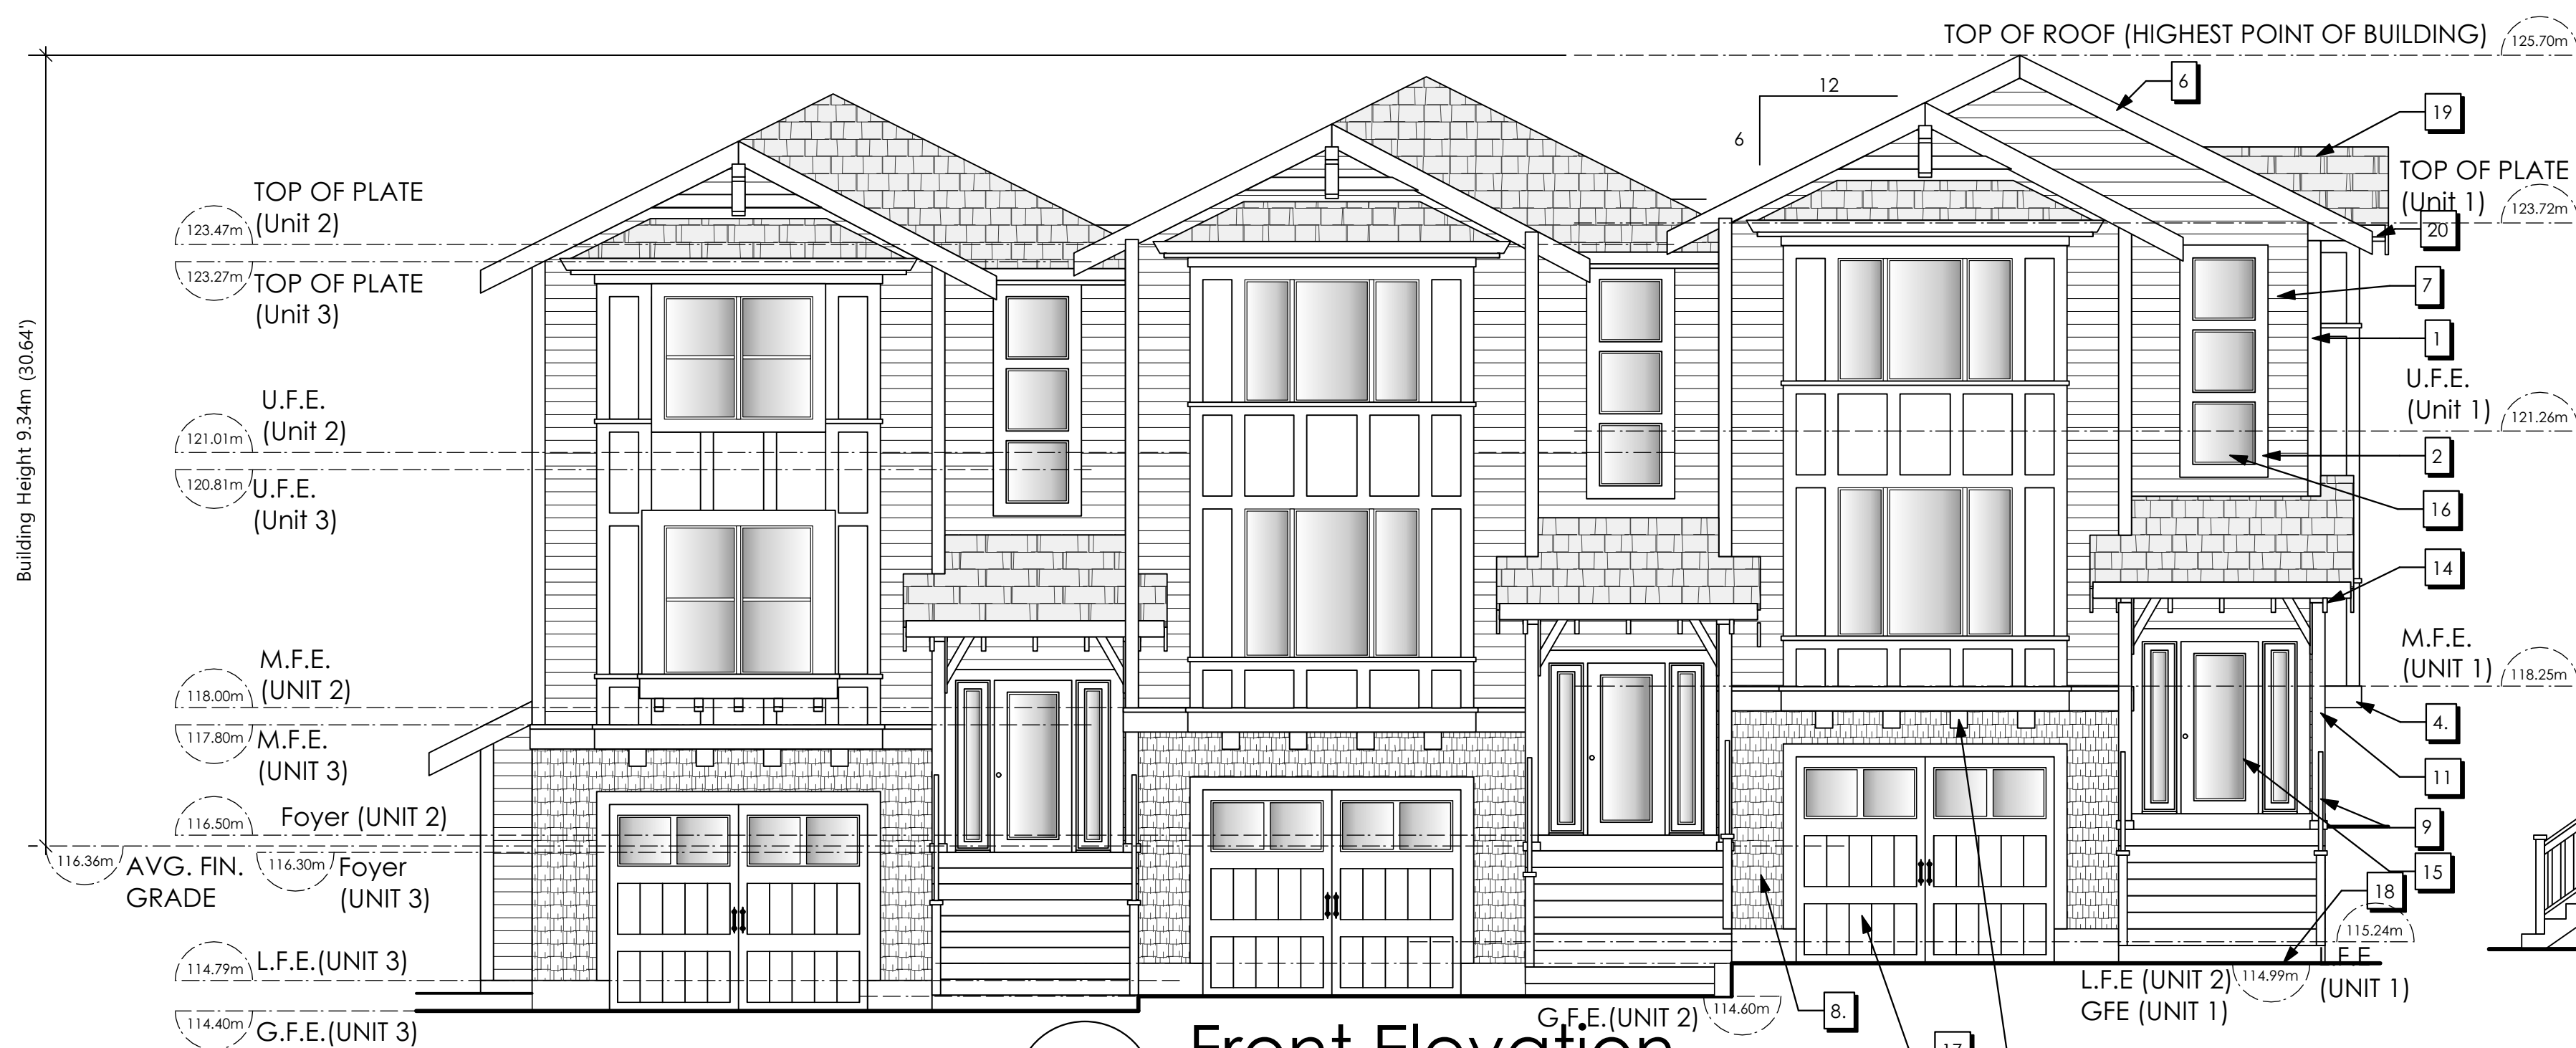 TOP OF ROOF (HIGHEST POINT OF BUILDING)
125.70m
12
6
6
19
TOP OF PLATE
(Unit 1)
123.72m
20
TOP OF PLATE
(Unit 2)
123.47m
123.27m
TOP OF PLATE
(Unit 3)
7
1
Building Height 9.34m (30.64')
U.F.E.
(Unit 2)
121.01m
120.81m
U.F.E.
(Unit 3)
U.F.E.
(Unit 1)
121.26m
2
16
14
M.F.E.
(UNIT 2)
118.00m
117.80m
M.F.E.
(UNIT 3)
M.F.E.
(UNIT 1)
118.25m
4.
11
9
15
18
116.50m
Foyer (UNIT 2)
116.36m
AVG. FIN.
GRADE
116.30m
Foyer
(UNIT 3)
115.24m
F.E.
(UNIT 1)
114.79m
L.F.E.(UNIT 3)
L.F.E (UNIT 2)
GFE (UNIT 1)
114.99m
114.40m
G.F.E.(UNIT 3)
G.F.E.(UNIT 2)
114.60m
8.
17
Front Elevation